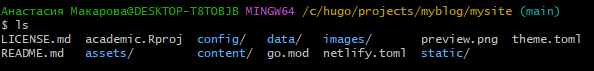 Анастасия Макарова@DESKTOP-T8TOBJB MINGW64 /c/hugo/projects/myblog/mysite (main)
$ ls
LICENSE.md  academic.Rproj  config/   data/   images/      preview.png  theme.toml
README.md   assets/         content/  go.mod  netlify.toml  static/